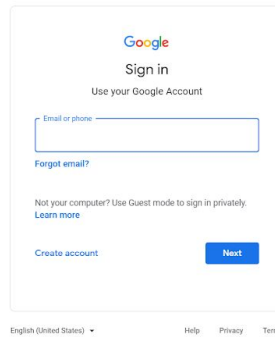 Google
Sign in
Use your Google Account
Email or phone
Forgot email?
Not your computer? Use Guest mode to sign in privately.
Learn more
Create account
Next
English (United States)
Help Privacy